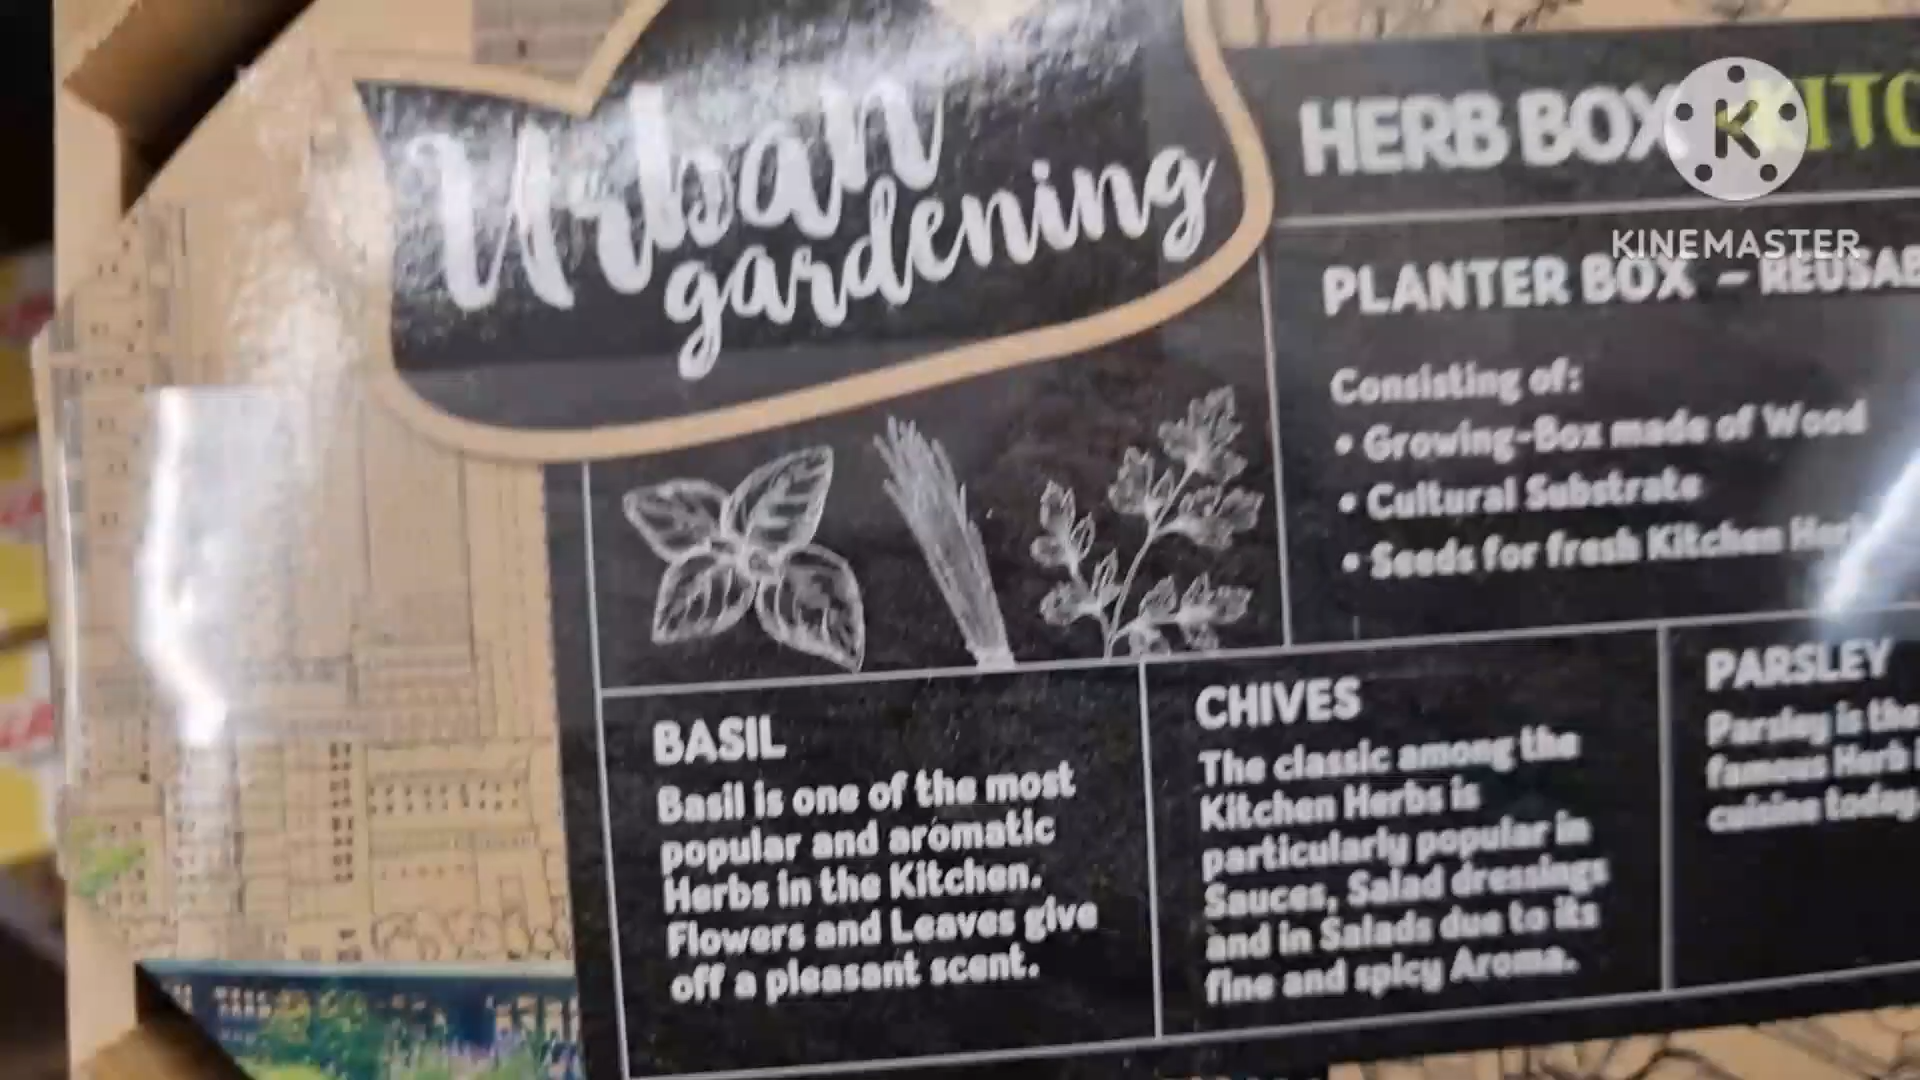 Urban
gardening
HERB BOX
KINEMASTER
PLANTER BOX –
Consisting of:
• Growing-Box made of Wood
• Cultural Substrate
• Seeds for fresh Kitchen
BASIL
Basil is one of the most
popular and aromatic
Herbs in the Kitchen.
Flowers and Leaves give
off a pleasant scent.
CHIVES
The classic among the
Kitchen Herbs is
particularly popular in
Sauces, Salad dressings
and in Salads due to its
fine and spicy Aroma.
PARSLEY
Parsley is the
famous Herb
cuisine today.